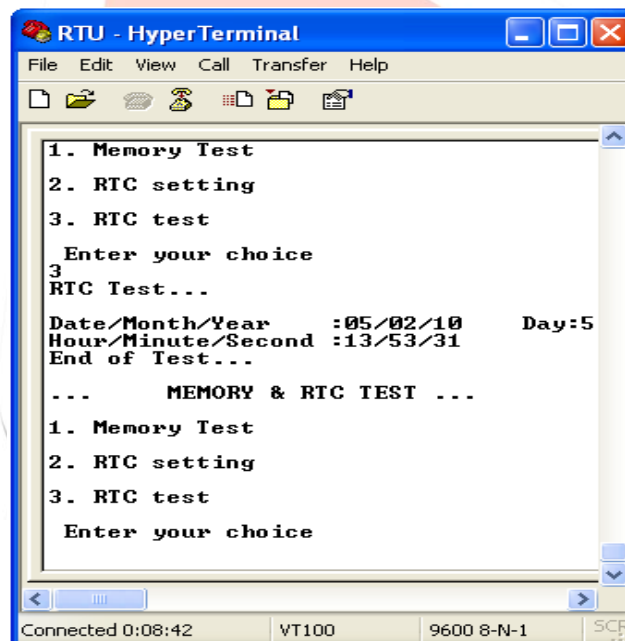 RTU - HyperTerminal
File Edit View Call Transfer Help
1. Memory Test
2. RTC setting
3. RTC test
Enter your choice
3
RTC Test...
Date/Month/Year :05/02/10 Day:5
Hour/Minute/Second :13/53/31
End of Test...
... MEMORY & RTC TEST ...
1. Memory Test
2. RTC setting
3. RTC test
Enter your choice
Connected 0:08:42 VT100 9600 8-N-1 SCR